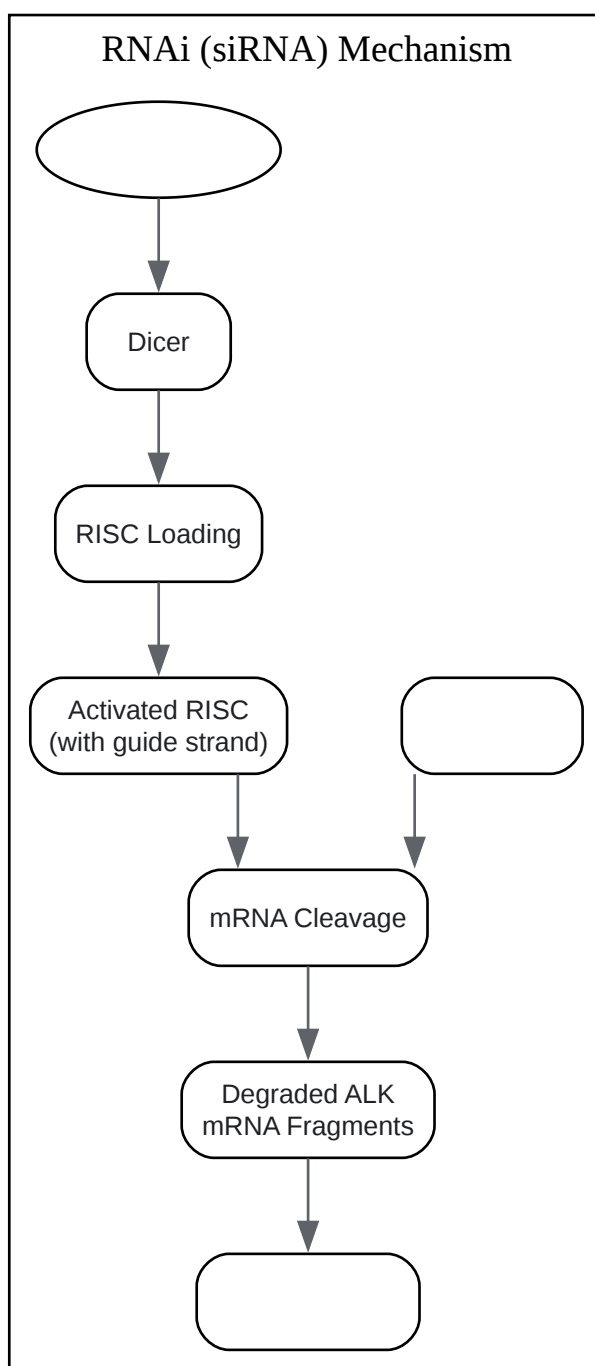 RNAi (siRNA) Mechanism
Dicer
RISC Loading
Activated RISC
(with guide strand)
mRNA Cleavage
Degraded ALK
mRNA Fragments